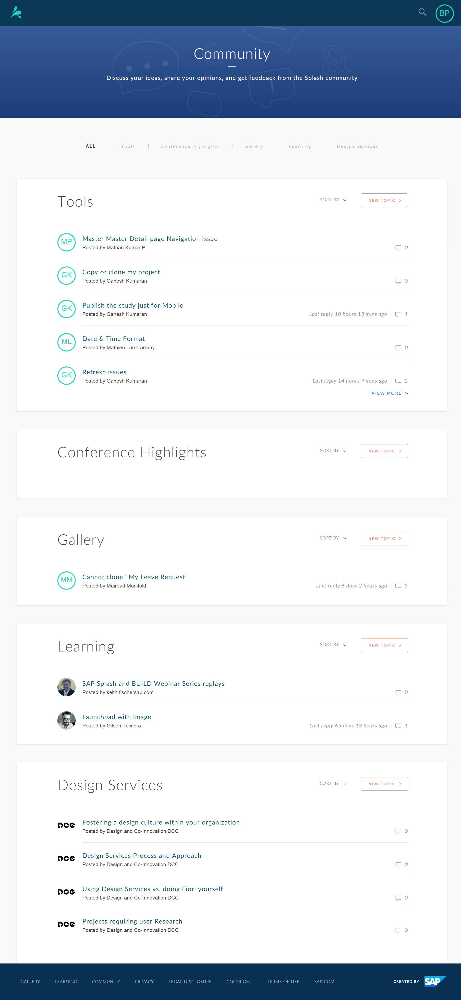 BP
Community
Discuss your ideas, share your opinions, and get feedback from the Splash community
ALL | Tools | Conference Highlights | Gallery | Learning | Design Services
Tools
SORT BY
NEW TOPIC
MP
Master Master Detail page Navigation Issue
Posted by Mathan Kumar P
0
GK
Copy or clone my project
Posted by Ganesh Kumaran
0
GK
Publish the study just for Mobile
Posted by Ganesh Kumaran
Last reply 10 hours 13 mins ago | 1
ML
Date & Time Format
Posted by Mathieu Larr-Larrouy
0
GK
Refresh issues
Posted by Ganesh Kumaran
Last reply 14 hours 9 mins ago | 2
VIEW MORE
Conference Highlights
SORT BY
NEW TOPIC
Gallery
SORT BY
NEW TOPIC
MM
Cannot clone ' My Leave Request'
Posted by Mairead Manifold
Last reply 6 days 2 hours ago | 3
Learning
SORT BY
NEW TOPIC
SAP Splash and BUILD Webinar Series replays
Posted by keith.fischersap.com
0
Launchpad with Image
Posted by Gilson Teixeira
Last reply 65 days 13 hours ago | 1
Design Services
SORT BY
NEW TOPIC
DCC
Fostering a design culture within your organization
Posted by Design and Co-Innovation DCC
0
DCC
Design Services Process and Approach
Posted by Design and Co-Innovation DCC
0
DCC
Using Design Services vs. doing Fiori yourself
Posted by Design and Co-Innovation DCC
0
DCC
Projects requiring user Research
Posted by Design and Co-Innovation DCC
0
GALLERY LEARNING COMMUNITY PRIVACY LEGAL DISCLOSURE COPYRIGHT TERMS OF USE SAP.COM CREATED BY SAP